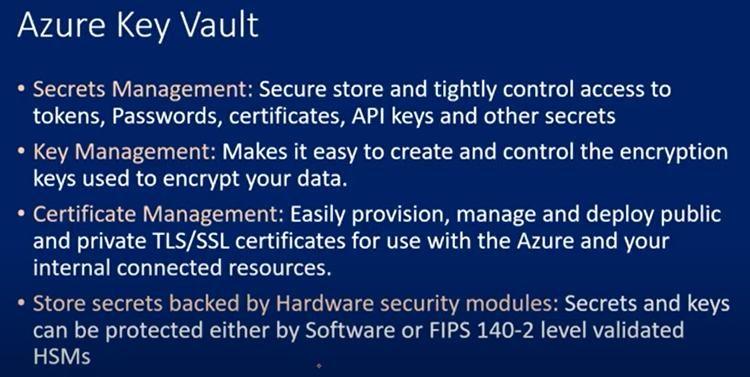 Azure Key Vault
• Secrets Management: Secure store and tightly control access to
tokens, Passwords, certificates, API keys and other secrets
• Key Management: Makes it easy to create and control the encryption
keys used to encrypt your data.
• Certificate Management: Easily provision, manage and deploy public
and private TLS/SSL certificates for use with the Azure and your
internal connected resources.
• Store secrets backed by Hardware security modules: Secrets and keys
can be protected either by Software or FIPS 140-2 level validated
HSMs